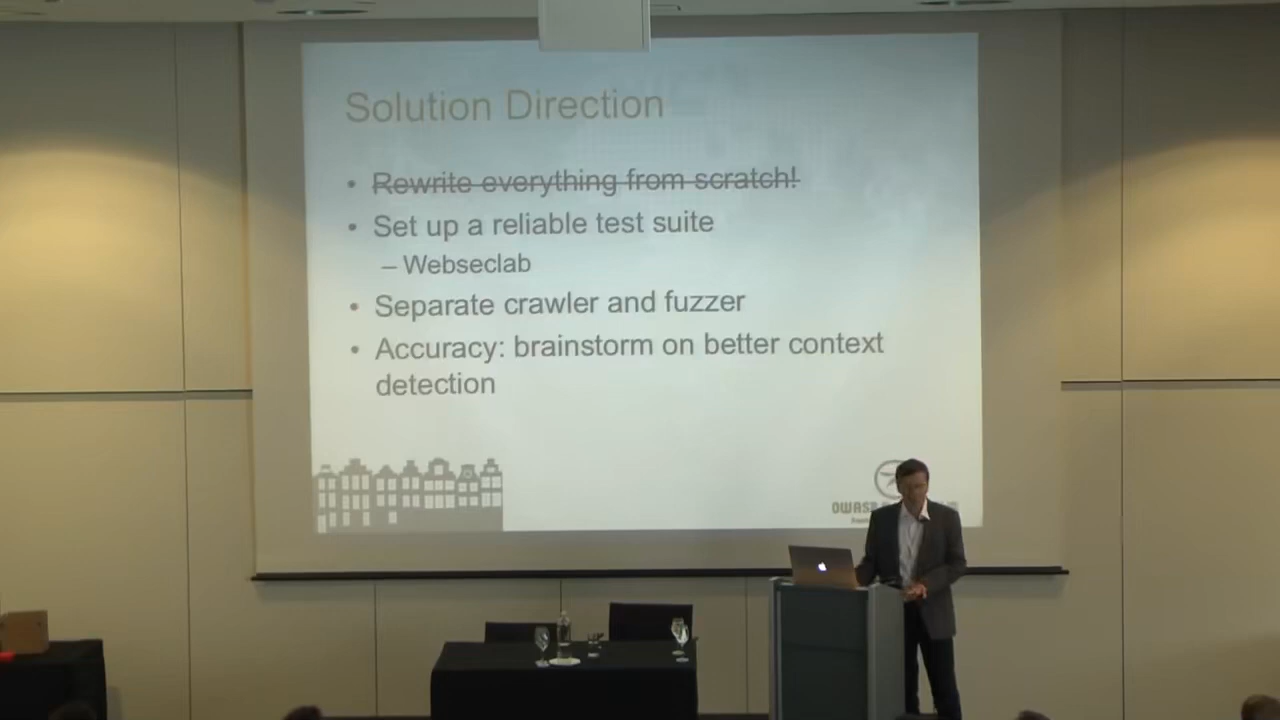 Solution Direction
• Rewrite everything from scratch!
• Set up a reliable test suite
– Webseclab
• Separate crawler and fuzzer
• Accuracy: brainstorm on better context
detection